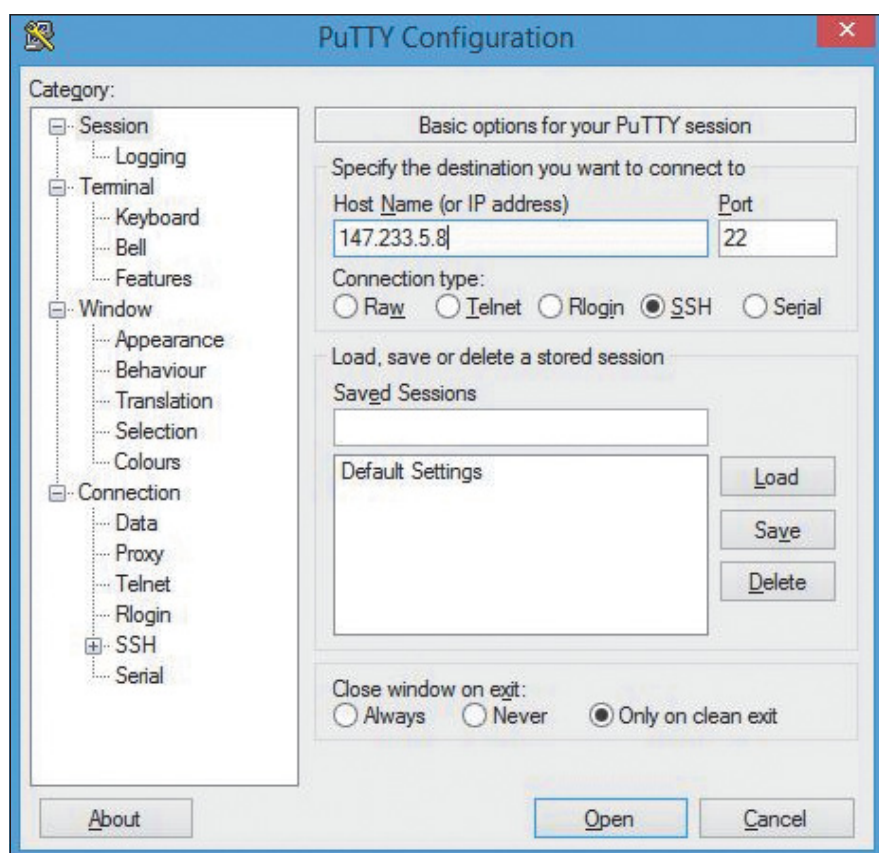 PuTTY Configuration
Category:
Session
Logging
Terminal
Keyboard
Bell
Features
Window
Appearance
Behaviour
Translation
Selection
Colours
Connection
Data
Proxy
Telnet
Rlogin
SSH
Serial
Basic options for your PuTTY session
Specify the destination you want to connect to
Host Name (or IP address) Port
147.233.5.8 22
Connection type:
Raw Telnet Rlogin SSH Serial
Load, save or delete a stored session
Saved Sessions
Default Settings
Load
Save
Delete
Close window on exit:
Always Never Only on clean exit
About Open Cancel